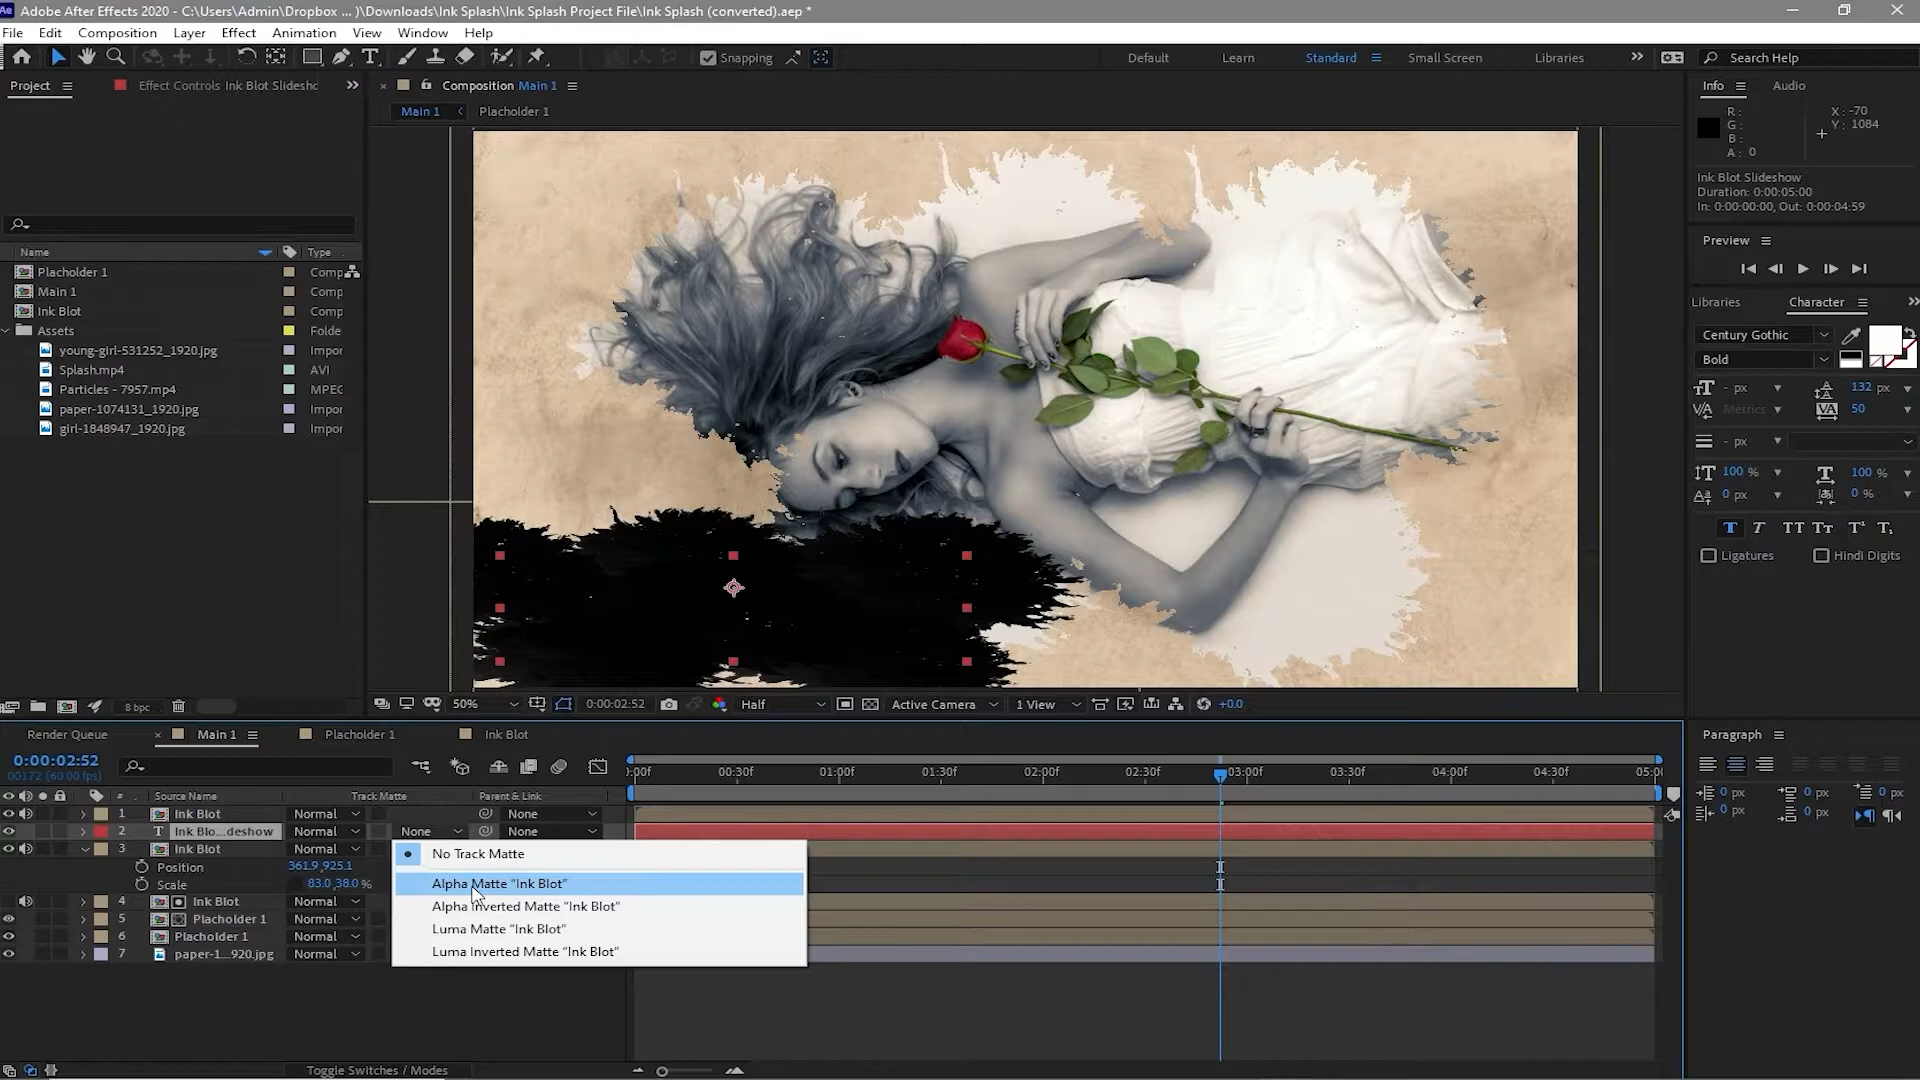 Ae Adobe After Effects 2020 - C:\Users\Admin\Dropbox ... )\Downloads\Ink Splash\Ink Splash Project File\Ink Splash (converted).aep *
File Edit Composition Layer Effect Animation View Window Help
Snapping Default Learn Standard Small Screen Libraries Search Help
Project Effect Controls Ink Blot Slidesho
Composition Main 1
Main 1 Placholder 1
Info Audio
R :
G :
B :
A : 0
X : -70
Y : 1084
Ink Blot Slideshow
Duration: 0:00:05:00
In: 0:00:00:00, Out: 0:00:04:59
Preview
Name Type
Placholder 1 Comp
Main 1 Comp
Ink Blot Comp
Assets Folde
young-girl-531252_1920.jpg Impor
Splash.mp4 AVI
Particles - 7957.mp4 MPEG
paper-1074131_1920.jpg Impor
girl-1848947_1920.jpg Impor
Libraries Character
Century Gothic
Bold
- px 132 px
Metrics 50
- px
100 % 100 %
0 px 0 %
T T TT Tт T¹ T₁
Ligatures Hindi Digits
8 bpc
50% 0:00:02:52 Half Active Camera 1 View +0.0
Render Queue Main 1 Placholder 1 Ink Blot
0:00:02:52
00172 (60.00 fps)
:00f 00:30f 01:00f 01:30f 02:00f 02:30f 03:00f 03:30f 04:00f 04:30f 05:00
# Source Name Track Matte Parent & Link
1 Ink Blot Normal None
2 T Ink Blo...deshow Normal None None
3 Ink Blot Normal
Position 361.9,925.1
Scale 83.0,38.0 %
4 Ink Blot Normal
5 Placholder 1 Normal
6 Placholder 1 Normal
7 paper-1...920.jpg Normal
No Track Matte
Alpha Matte "Ink Blot"
Alpha Inverted Matte "Ink Blot"
Luma Matte "Ink Blot"
Luma Inverted Matte "Ink Blot"
Paragraph
0 px 0 px 0 px
0 px 0 px
Toggle Switches / Modes